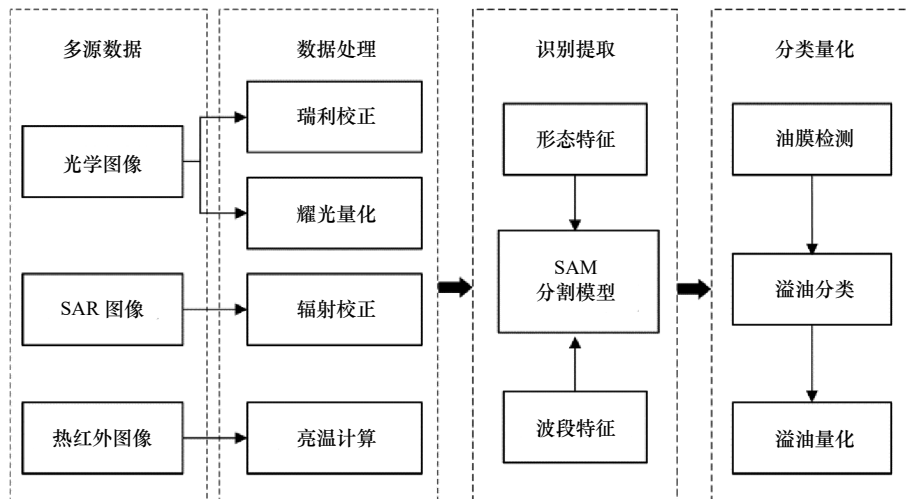 多源数据
数据处理
识别提取
分类量化
光学图像
SAR 图像
热红外图像
瑞利校正
耀光量化
辐射校正
亮温计算
形态特征
SAM
分割模型
波段特征
油膜检测
溢油分类
溢油量化